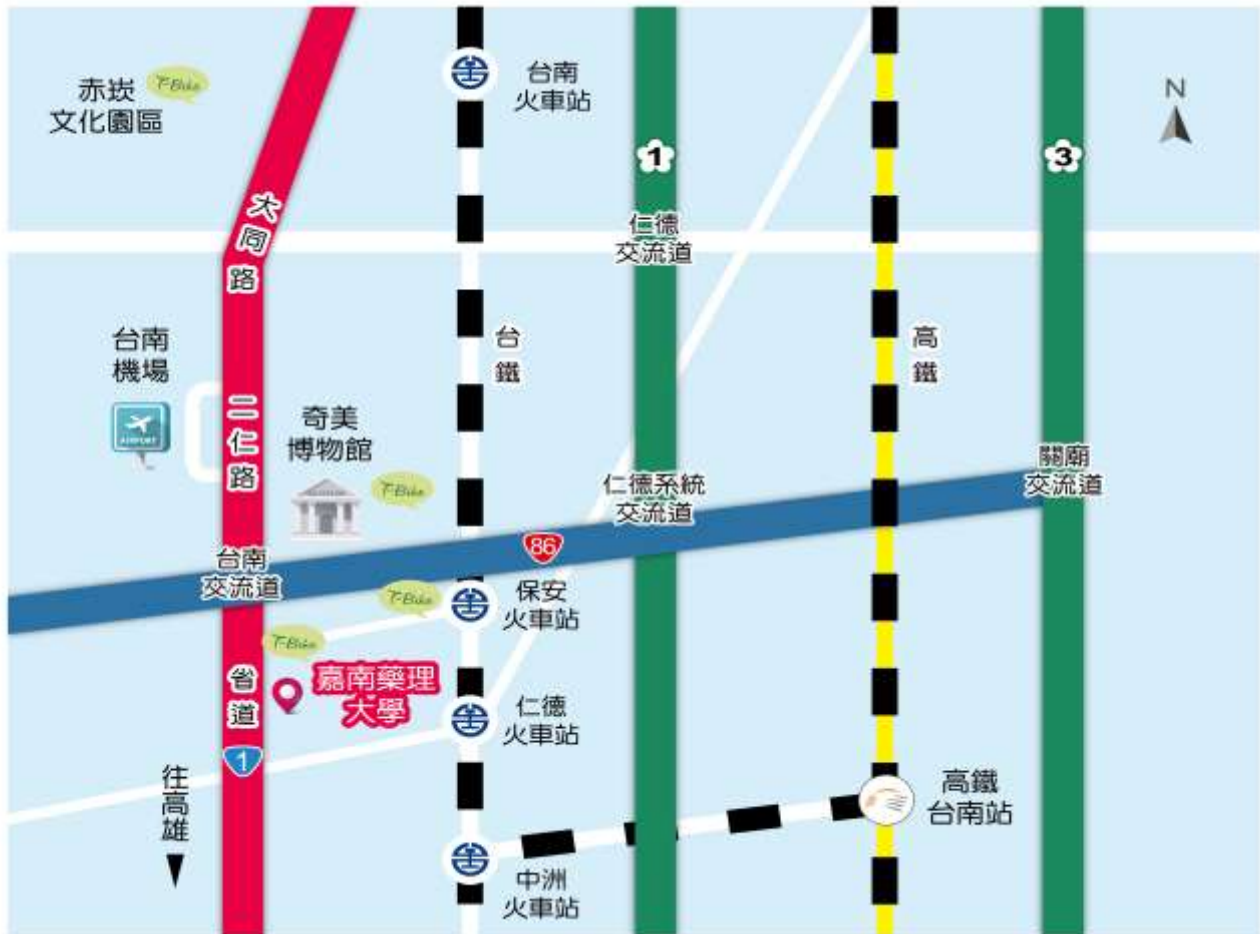 台南
火車站
N
赤崁
文化園區
T-Bike
1
3
大同路
仁德
交流道
台南
機場
台鐵
高鐵
AIRPORT
二仁路
奇美
博物館
T-Bike
仁德系統
交流道
關廟
交流道
86
台南
交流道
T-Bike
保安
火車站
T-Bike
嘉南藥理
大學
省道
1
仁德
火車站
往高雄
高鐵
台南站
中洲
火車站